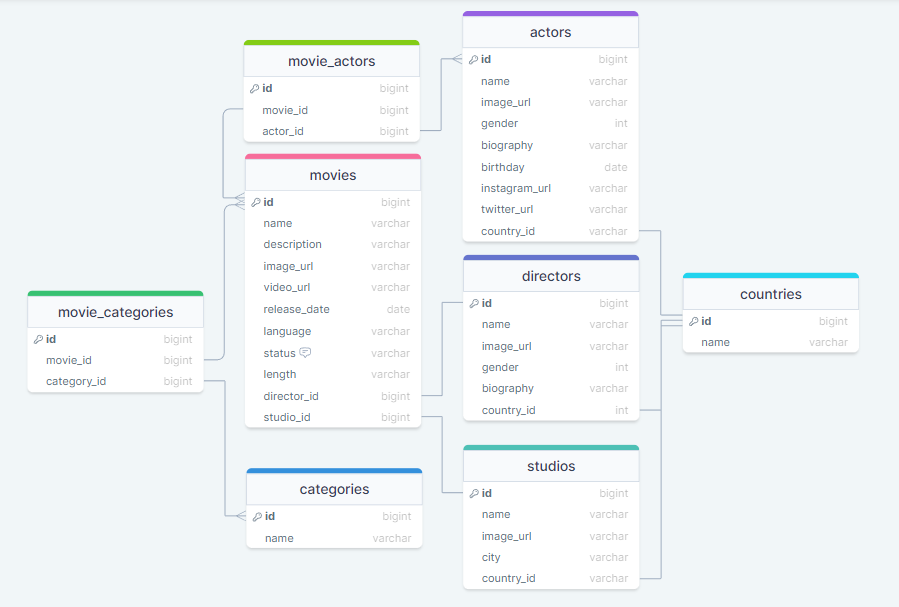 movie_actors
id bigint
movie_id bigint
actor_id bigint
actors
id bigint
name varchar
image_url varchar
gender int
biography varchar
birthday date
instagram_url varchar
twitter_url varchar
country_id varchar
movies
id bigint
name varchar
description varchar
image_url varchar
video_url varchar
release_date date
language varchar
status varchar
length varchar
director_id bigint
studio_id bigint
directors
id bigint
name varchar
image_url varchar
gender int
biography varchar
country_id int
countries
id bigint
name varchar
movie_categories
id bigint
movie_id bigint
category_id bigint
categories
id bigint
name varchar
studios
id bigint
name varchar
image_url varchar
city varchar
country_id varchar